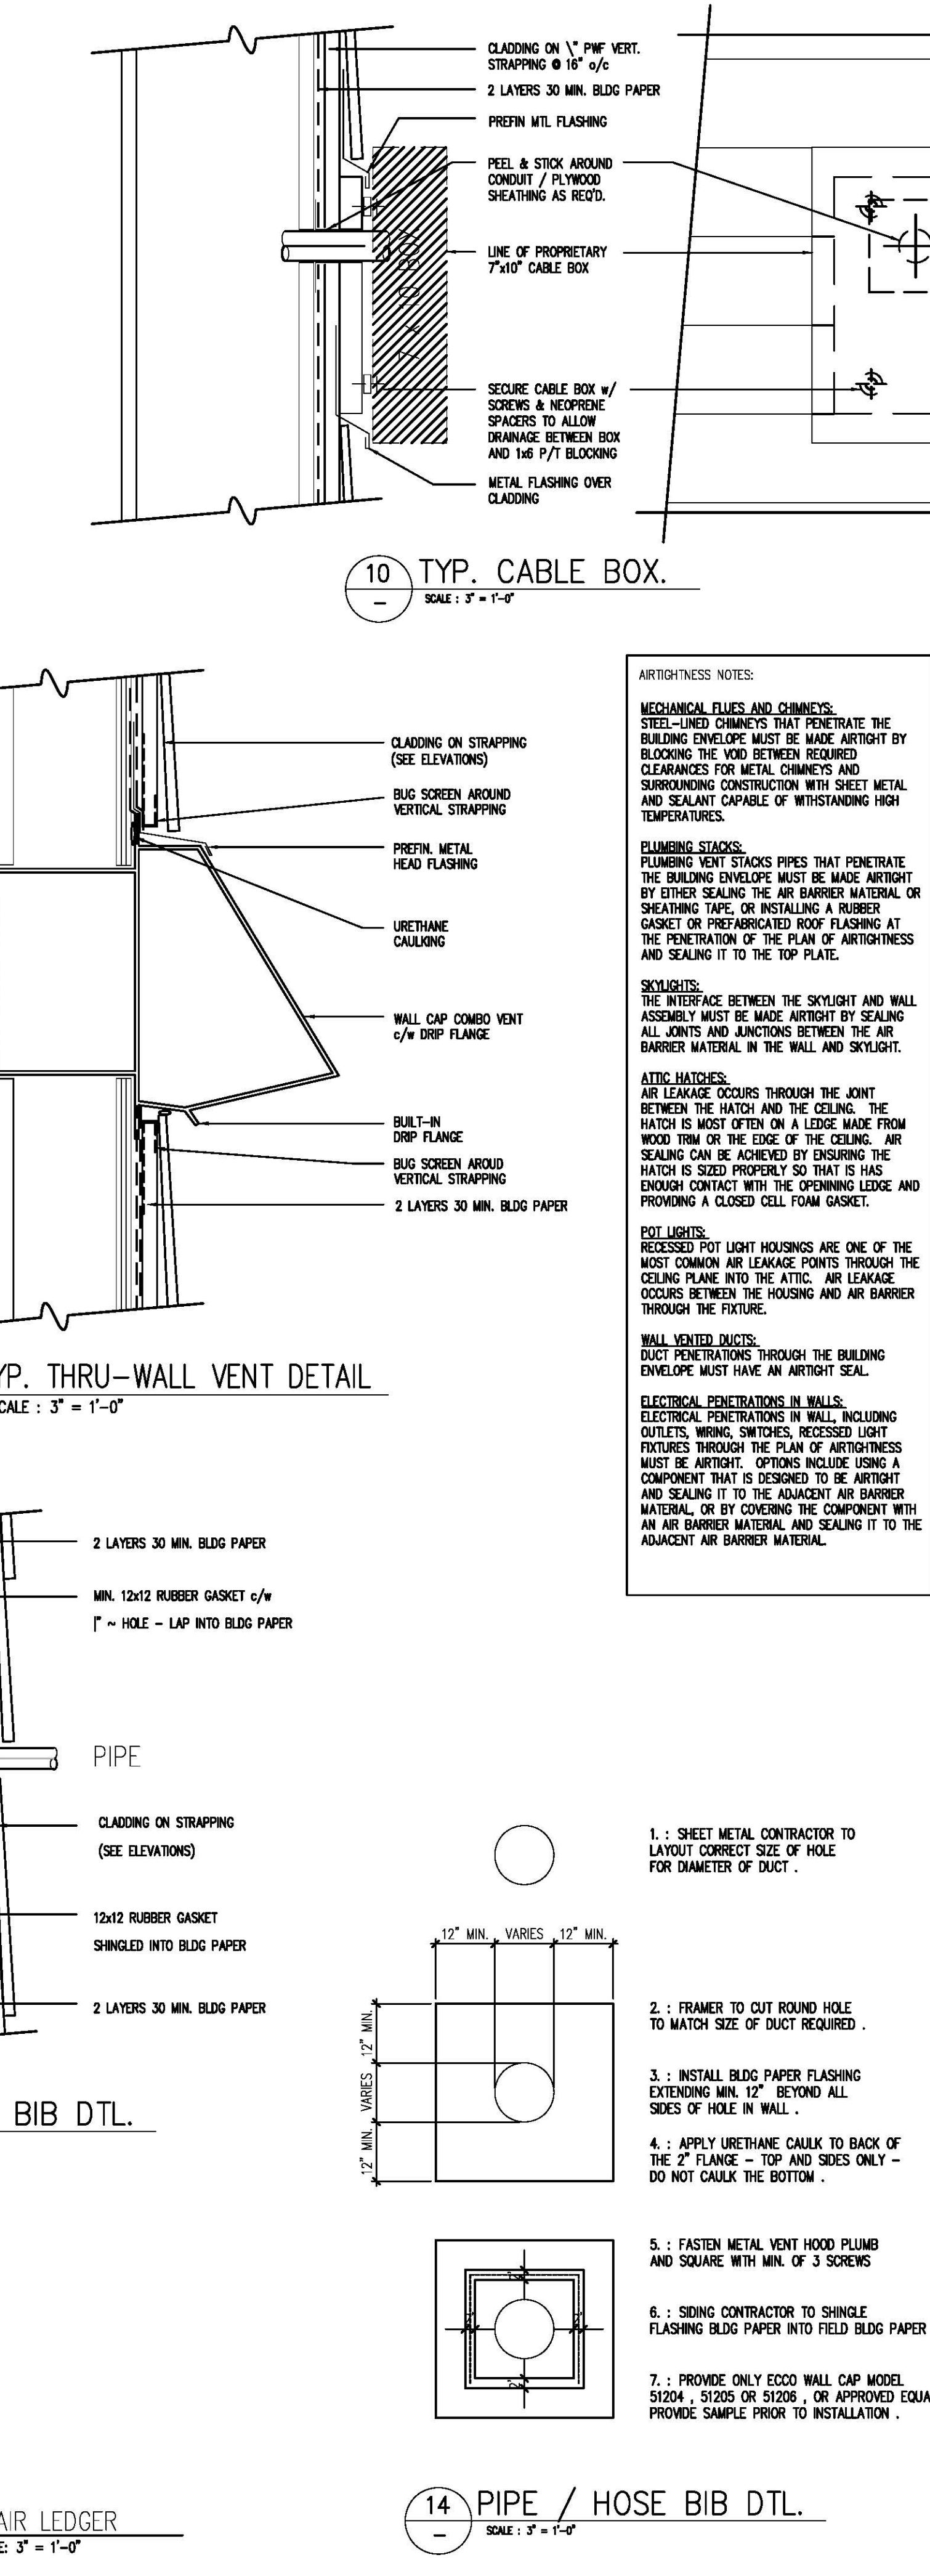 CLADDING ON \" PWF VERT.
STRAPPING @ 16" o/c
2 LAYERS 30 MIN. BLDG PAPER
PREFIN MTL FLASHING
PEEL & STICK AROUND
CONDUIT / PLYWOOD
SHEATHING AS REQ'D.
LINE OF PROPRIETARY
7"x10" CABLE BOX
7 x 10 BOX
SECURE CABLE BOX w/
SCREWS & NEOPRENE
SPACERS TO ALLOW
DRAINAGE BETWEEN BOX
AND 1x6 P/T BLOCKING
METAL FLASHING OVER
CLADDING
10 TYP. CABLE BOX.
SCALE : 3" = 1'-0"
CLADDING ON STRAPPING
(SEE ELEVATIONS)
BUG SCREEN AROUND
VERTICAL STRAPPING
PREFIN. METAL
HEAD FLASHING
URETHANE
CAULKING
WALL CAP COMBO VENT
c/w DRIP FLANGE
BUILT-IN
DRIP FLANGE
BUG SCREEN AROUD
VERTICAL STRAPPING
2 LAYERS 30 MIN. BLDG PAPER
YP. THRU-WALL VENT DETAIL
CALE : 3" = 1'-0"
AIRTIGHTNESS NOTES:
MECHANICAL FLUES AND CHIMNEYS:
STEEL-LINED CHIMNEYS THAT PENETRATE THE
BUILDING ENVELOPE MUST BE MADE AIRTIGHT BY
BLOCKING THE VOID BETWEEN REQUIRED
CLEARANCES FOR METAL CHIMNEYS AND
SURROUNDING CONSTRUCTION WITH SHEET METAL
AND SEALANT CAPABLE OF WITHSTANDING HIGH
TEMPERATURES.
PLUMBING STACKS:
PLUMBING VENT STACKS PIPES THAT PENETRATE
THE BUILDING ENVELOPE MUST BE MADE AIRTIGHT
BY EITHER SEALING THE AIR BARRIER MATERIAL OR
SHEATHING TAPE, OR INSTALLING A RUBBER
GASKET OR PREFABRICATED ROOF FLASHING AT
THE PENETRATION OF THE PLAN OF AIRTIGHTNESS
AND SEALING IT TO THE TOP PLATE.
SKYLIGHTS:
THE INTERFACE BETWEEN THE SKYLIGHT AND WALL
ASSEMBLY MUST BE MADE AIRTIGHT BY SEALING
ALL JOINTS AND JUNCTIONS BETWEEN THE AIR
BARRIER MATERIAL IN THE WALL AND SKYLIGHT.
ATTIC HATCHES:
AIR LEAKAGE OCCURS THROUGH THE JOINT
BETWEEN THE HATCH AND THE CEILING. THE
HATCH IS MOST OFTEN ON A LEDGE MADE FROM
WOOD TRIM OR THE EDGE OF THE CEILING. AIR
SEALING CAN BE ACHIEVED BY ENSURING THE
HATCH IS SIZED PROPERLY SO THAT IS HAS
ENOUGH CONTACT WITH THE OPENINING LEDGE AND
PROVIDING A CLOSED CELL FOAM GASKET.
POT LIGHTS:
RECESSED POT LIGHT HOUSINGS ARE ONE OF THE
MOST COMMON AIR LEAKAGE POINTS THROUGH THE
CEILING PLANE INTO THE ATTIC. AIR LEAKAGE
OCCURS BETWEEN THE HOUSING AND AIR BARRIER
THROUGH THE FIXTURE.
WALL VENTED DUCTS:
DUCT PENETRATIONS THROUGH THE BUILDING
ENVELOPE MUST HAVE AN AIRTIGHT SEAL.
ELECTRICAL PENETRATIONS IN WALLS:
ELECTRICAL PENETRATIONS IN WALL, INCLUDING
OUTLETS, WIRING, SWITCHES, RECESSED LIGHT
FIXTURES THROUGH THE PLAN OF AIRTIGHTNESS
MUST BE AIRTIGHT. OPTIONS INCLUDE USING A
COMPONENT THAT IS DESIGNED TO BE AIRTIGHT
AND SEALING IT TO THE ADJACENT AIR BARRIER
MATERIAL, OR BY COVERING THE COMPONENT WITH
AN AIR BARRIER MATERIAL AND SEALING IT TO THE
ADJACENT AIR BARRIER MATERIAL.
2 LAYERS 30 MIN. BLDG PAPER
MIN. 12x12 RUBBER GASKET c/w
|" ~ HOLE - LAP INTO BLDG PAPER
PIPE
CLADDING ON STRAPPING
(SEE ELEVATIONS)
12x12 RUBBER GASKET
SHINGLED INTO BLDG PAPER
2 LAYERS 30 MIN. BLDG PAPER
BIB DTL.
AIR LEDGER
E: 3" = 1'-0"
12" MIN. VARIES 12" MIN.
12" MIN. VARIES 12" MIN.
2"
2"
2"
2"
1. : SHEET METAL CONTRACTOR TO
LAYOUT CORRECT SIZE OF HOLE
FOR DIAMETER OF DUCT .
2. : FRAMER TO CUT ROUND HOLE
TO MATCH SIZE OF DUCT REQUIRED .
3. : INSTALL BLDG PAPER FLASHING
EXTENDING MIN. 12" BEYOND ALL
SIDES OF HOLE IN WALL .
4. : APPLY URETHANE CAULK TO BACK OF
THE 2" FLANGE - TOP AND SIDES ONLY -
DO NOT CAULK THE BOTTOM .
5. : FASTEN METAL VENT HOOD PLUMB
AND SQUARE WITH MIN. OF 3 SCREWS
6. : SIDING CONTRACTOR TO SHINGLE
FLASHING BLDG PAPER INTO FIELD BLDG PAPER
7. : PROVIDE ONLY ECCO WALL CAP MODEL
51204 , 51205 OR 51206 , OR APPROVED EQUA
PROVIDE SAMPLE PRIOR TO INSTALLATION .
14 PIPE / HOSE BIB DTL.
SCALE : 3" = 1'-0"